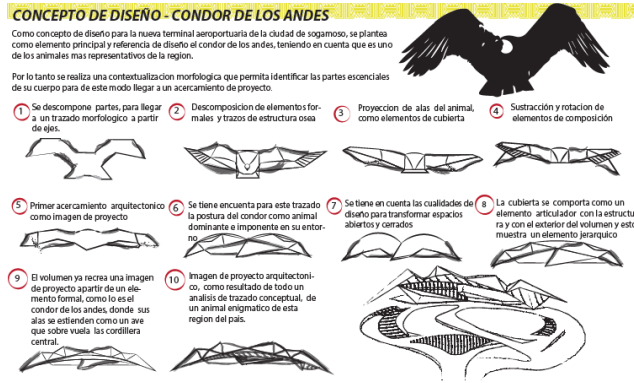 CONCEPTO DE DISEÑO - CONDOR DE LOS ANDES
Como concepto de diseño para la nueva terminal aeroportuaria de la ciudad de sogamoso, se plantea
como elemento principal y referencia de diseño el condor de los andes, teniendo en cuenta que es uno
de los animales mas representativos de la region.
Por lo tanto se realiza una contextualizacion morfologica que permita identificar las partes escenciales
de su cuerpo para de este modo llegar a un acercamiento de proyecto.
1 Se descompone partes, para llegar
a un trazado morfologico a partir
de ejes.
2 Descomposicion de elementos for-
males y trazos de estructura osea
3 Proyeccion de alas del animal,
como elementos de cubierta
4 Sustracción y rotacion de
elementos de composición
5 Primer acercamiento arquitectonico
como imagen de proyecto
6 Se tiene encuenta para este trazado
la postura del condor como animal
dominante e imponente en su entor-
no
7 Se tiene en cuenta las cualidades de
diseño para transformar espacios
abiertos y cerrados
8 La cubierta se comporta como un
elemento articulador con la estructu
ra y con el exterior del volumen y esto
muestra un elemento jerarquico
9 El volumen ya recrea una imagen
de proyecto apartir de un ele-
mento formal, como lo es el
condor de los andes, donde sus
alas se estienden como un ave
que sobre vuela las cordillera
central.
10 Imagen de proyecto arquitectoni-
co, como resultado de todo un
analisis de trazado conceptual, de
un animal enigmatico de esta
region del pais.